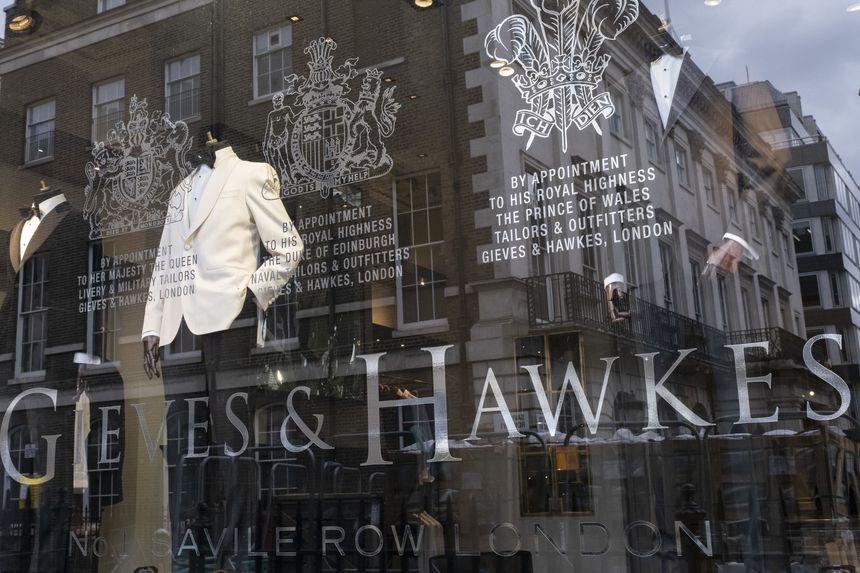 BY APPOINTMENT
TO HER MAJESTY THE QUEEN
LIVERY & MILITARY TAILORS
GIEVES & HAWKES, LONDON
GOD IS MY HELP
BY APPOINTMENT
TO HIS ROYAL HIGHNESS
THE DUKE OF EDINBURGH
NAVAL TAILORS & OUTFITTERS
GIEVES & HAWKES, LONDON
ICH DIEN
BY APPOINTMENT
TO HIS ROYAL HIGHNESS
THE PRINCE OF WALES
TAILORS & OUTFITTERS
GIEVES & HAWKES, LONDON
GIEVES & HAWKES
No.1 SAVILE ROW LONDON